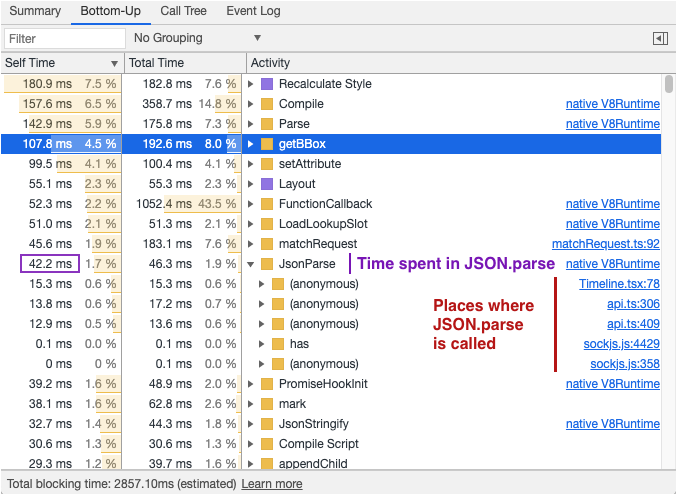 Summary Bottom-Up Call Tree Event Log
Filter No Grouping
Self Time Total Time Activity
180.9 ms 7.5 % 182.8 ms 7.6 % Recalculate Style
157.6 ms 6.5 % 358.7 ms 14.8 % Compile native V8Runtime
142.9 ms 5.9 % 175.8 ms 7.3 % Parse native V8Runtime
107.8 ms 4.5 % 192.6 ms 8.0 % getBBox
99.5 ms 4.1 % 100.4 ms 4.1 % setAttribute
55.1 ms 2.3 % 55.3 ms 2.3 % Layout
52.3 ms 2.2 % 1052.4 ms 43.5 % FunctionCallback native V8Runtime
51.0 ms 2.1 % 51.3 ms 2.1 % LoadLookupSlot native V8Runtime
45.6 ms 1.9 % 183.1 ms 7.6 % matchRequest matchRequest.ts:92
42.2 ms 1.7 % 46.3 ms 1.9 % JsonParse Time spent in JSON.parse native V8Runtime
15.3 ms 0.6 % 15.3 ms 0.6 % (anonymous) Timeline.tsx:78
13.8 ms 0.6 % 17.2 ms 0.7 % (anonymous) api.ts:306
12.9 ms 0.5 % 13.6 ms 0.6 % (anonymous) api.ts:409
0.1 ms 0.0 % 0.1 ms 0.0 % has sockjs.js:4429
0 ms 0 % 0.1 ms 0.0 % (anonymous) sockjs.js:358
Places where
JSON.parse
is called
39.2 ms 1.6 % 48.9 ms 2.0 % PromiseHookInit native V8Runtime
38.1 ms 1.6 % 62.8 ms 2.6 % mark
32.7 ms 1.4 % 44.3 ms 1.8 % JsonStringify native V8Runtime
30.6 ms 1.3 % 30.6 ms 1.3 % Compile Script
29.3 ms 1.2 % 39.7 ms 1.6 % appendChild
Total blocking time: 2857.10ms (estimated) Learn more